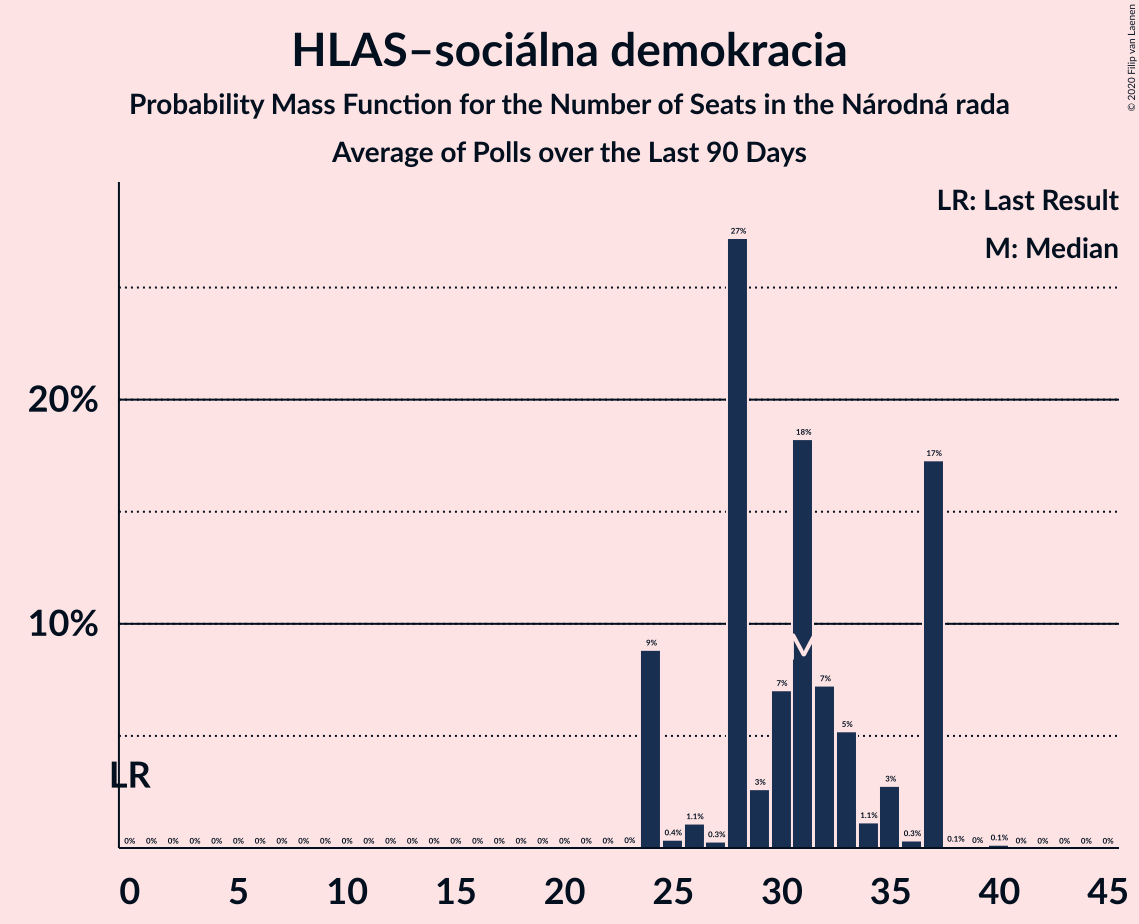 HLAS–sociálna demokracia
Probability Mass Function for the Number of Seats in the Národná rada
Average of Polls over the Last 90 Days
© 2020 Filip van Laenen
LR: Last Result
M: Median
20%
10%
LR
M
0% 0% 0% 0% 0% 0% 0% 0% 0% 0% 0% 0% 0% 0% 0% 0% 0% 0% 0% 0% 0% 0% 0% 0% 9% 0.4% 1.1% 0.3% 27% 3% 7% 18% 7% 5% 1.1% 3% 0.3% 17% 0.1% 0% 0.1% 0% 0% 0% 0% 0%
0 5 10 15 20 25 30 35 40 45